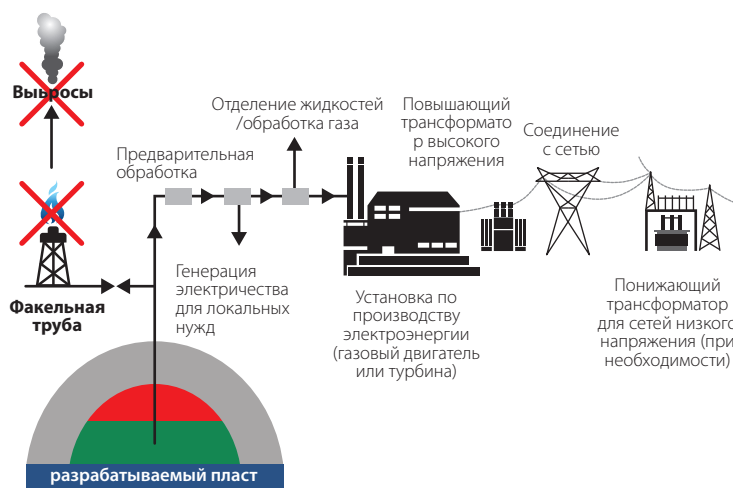 Выбросы
Отделение жидкостей
/обработка газа
Повышающий
трансформато
р высокого
напряжения
Соединение
с сетью
Предварительная
обработка
Факельная
труба
Генерация
электричества
для локальных
нужд
Установка по
производству
электроэнергии
(газовый двигатель
или турбина)
Понижающий
трансформатор
для сетей низкого
напряжения (при
необходимости)
разрабатываемый пласт